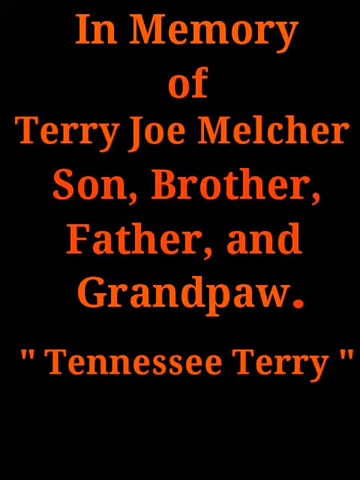 In Memory
of
Terry Joe Melcher
Son, Brother,
Father, and
Grandpaw.
" Tennessee Terry "